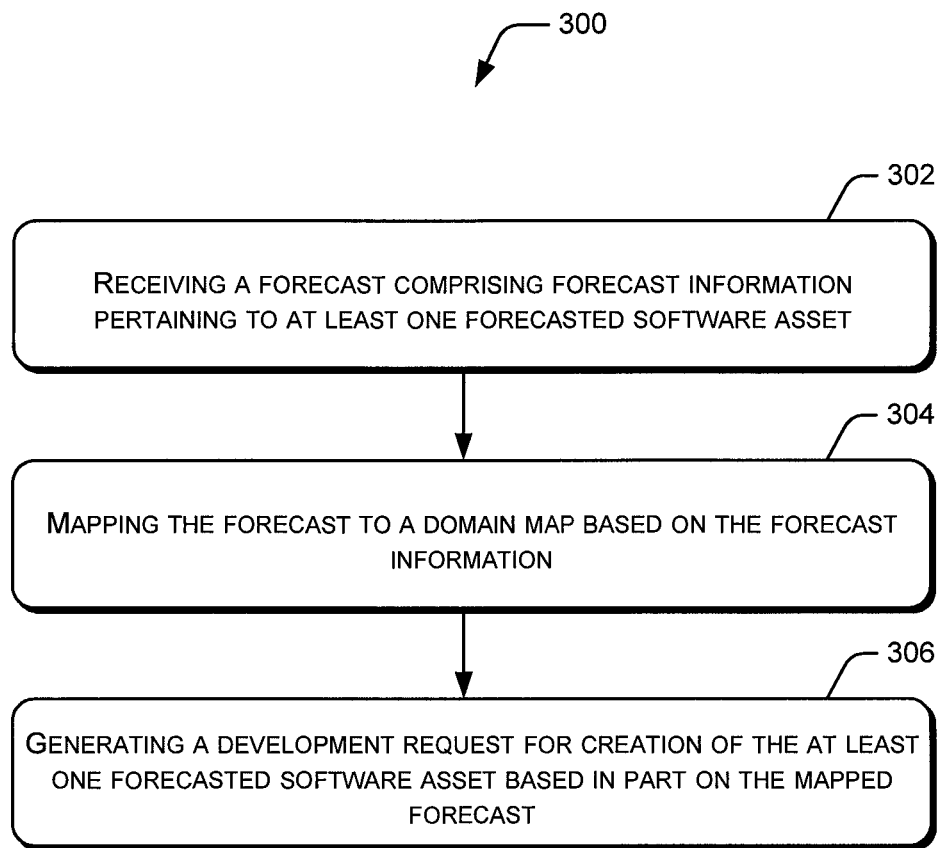 300
302
RECEIVING A FORECAST COMPRISING FORECAST INFORMATION
PERTAINING TO AT LEAST ONE FORECASTED SOFTWARE ASSET
304
MAPPING THE FORECAST TO A DOMAIN MAP BASED ON THE FORECAST
INFORMATION
306
GENERATING A DEVELOPMENT REQUEST FOR CREATION OF THE AT LEAST
ONE FORECASTED SOFTWARE ASSET BASED IN PART ON THE MAPPED
FORECAST